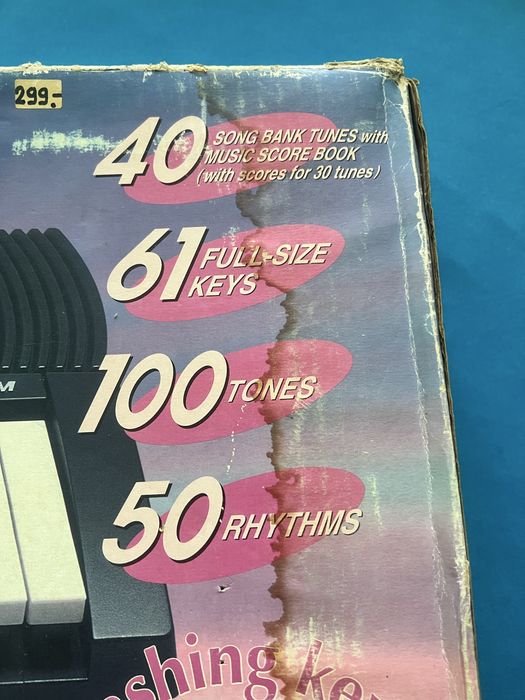 299.-
40 SONG BANK TUNES with
MUSIC SCORE BOOK
(with scores for 30 tunes)
61 FULL-SIZE
KEYS
100 TONES
50 RHYTHMS
M